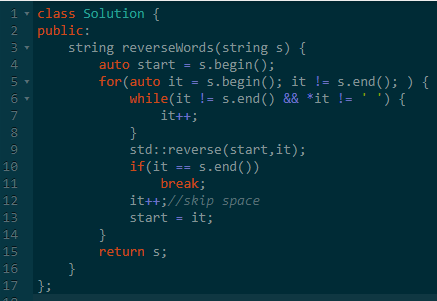 1 class Solution {
2 public:
3     string reverseWords(string s) {
4         auto start = s.begin();
5         for(auto it = s.begin(); it != s.end(); ) {
6             while(it != s.end() && *it != ' ') {
7                 it++;
8             }
9             std::reverse(start,it);
10             if(it == s.end())
11                 break;
12             it++;//skip space
13             start = it;
14         }
15         return s;
16     }
17 };